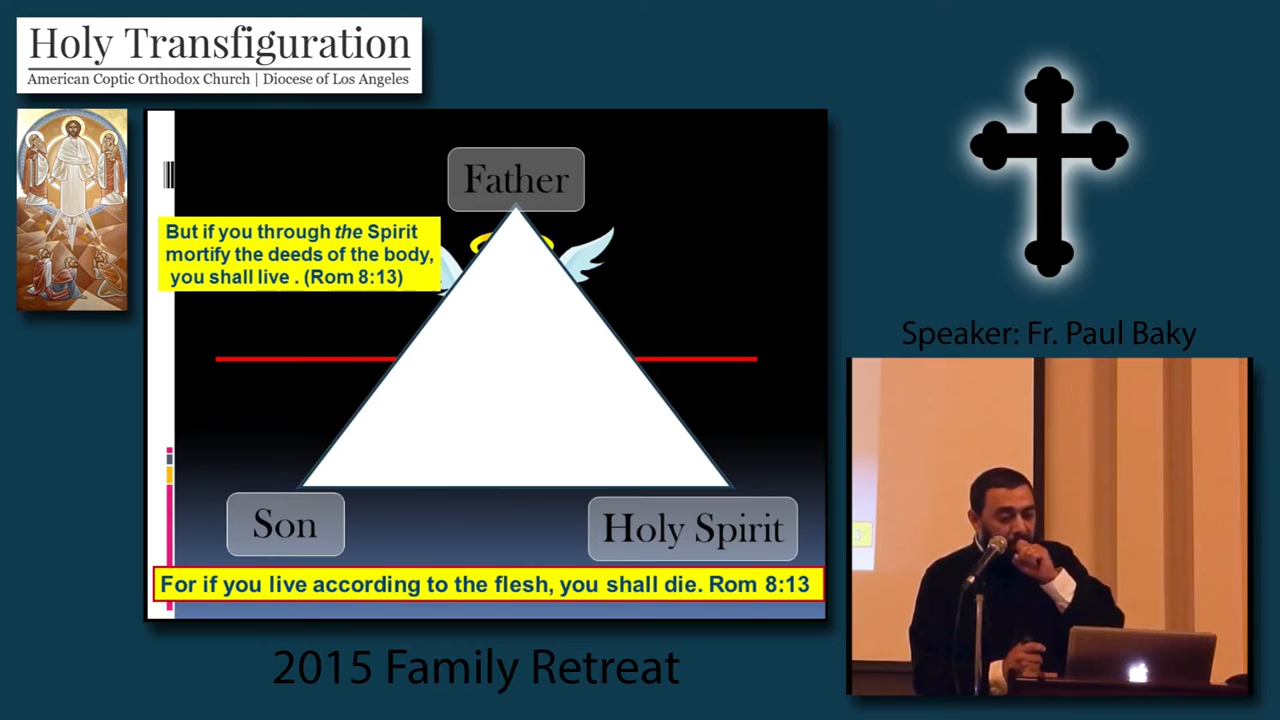 Holy Transfiguration
American Coptic Orthodox Church | Diocese of Los Angeles
Father
But if you through the Spirit
mortify the deeds of the body,
you shall live . (Rom 8:13)
Son
Holy Spirit
For if you live according to the flesh, you shall die. Rom 8:13
2015 Family Retreat
Speaker: Fr. Paul Baky
3